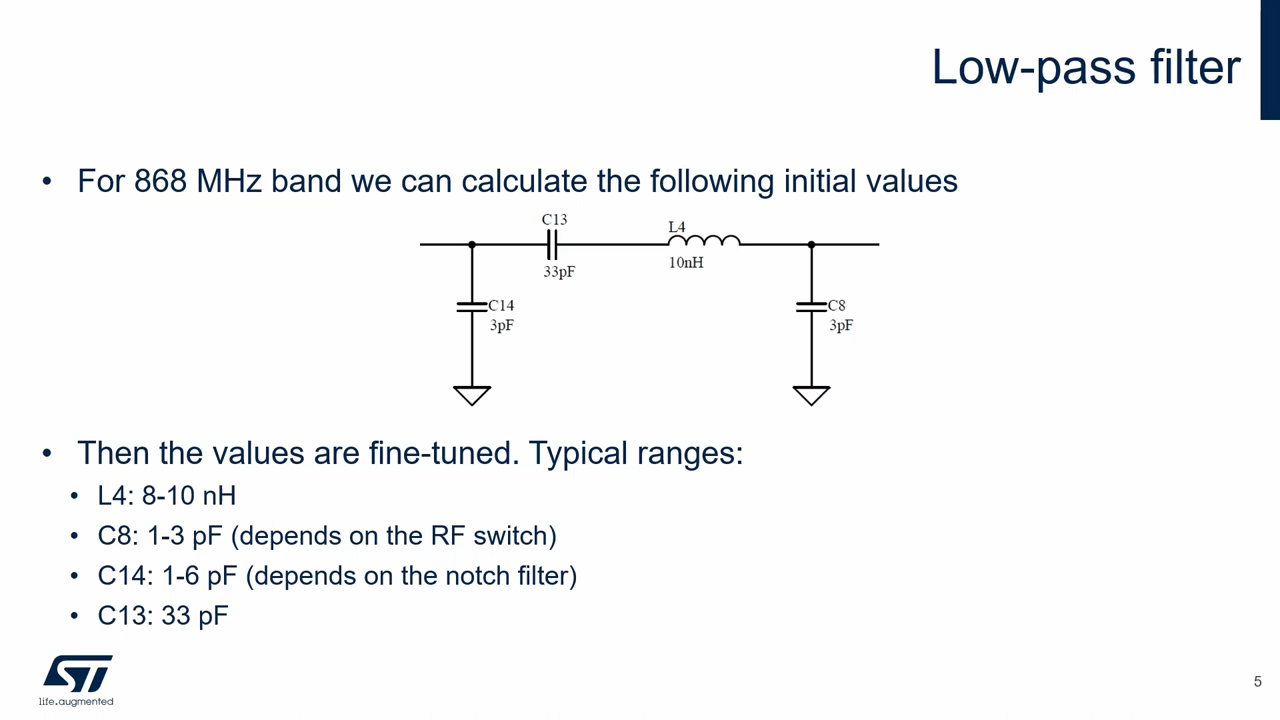 Low-pass filter
• For 868 MHz band we can calculate the following initial values
C13
33pF
L4
10nH
C14
3pF
C8
3pF
• Then the values are fine-tuned. Typical ranges:
• L4: 8-10 nH
• C8: 1-3 pF (depends on the RF switch)
• C14: 1-6 pF (depends on the notch filter)
• C13: 33 pF
ST
life.augmented
5